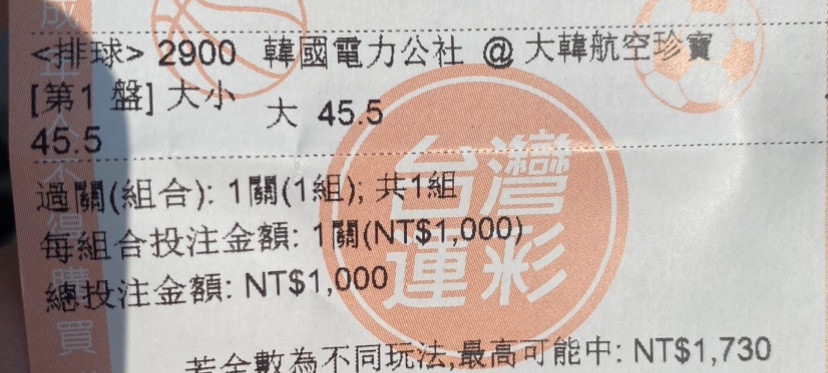 <排球> 2900 韓國電力公社 @ 大韓航空珍寶
[第1 盤] 大小 大 45.5
45.5
過關(組合): 1關(1組); 共1組
每組合投注金額: 1關(NT$1,000)
總投注金額: NT$1,000
若全數為不同玩法,最高可能中: NT$1,730
台灣
運彩